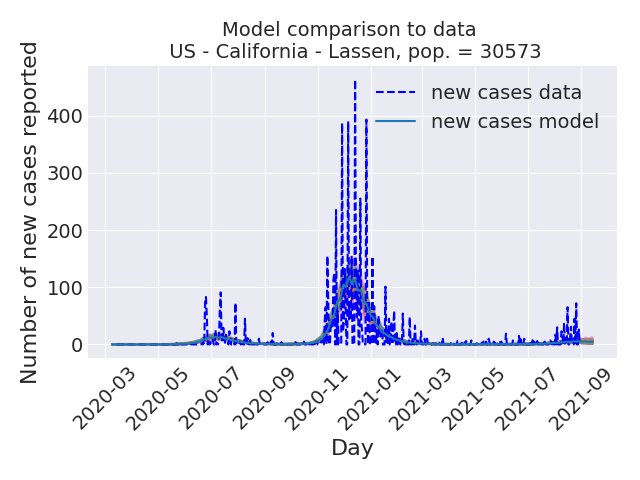 Model comparison to data
US - California - Lassen, pop. = 30573
Number of new cases reported
400
300
200
100
0
new cases data
new cases model
2020-03
2020-05
2020-07
2020-09
2020-11
2021-01
2021-03
2021-05
2021-07
2021-09
Day